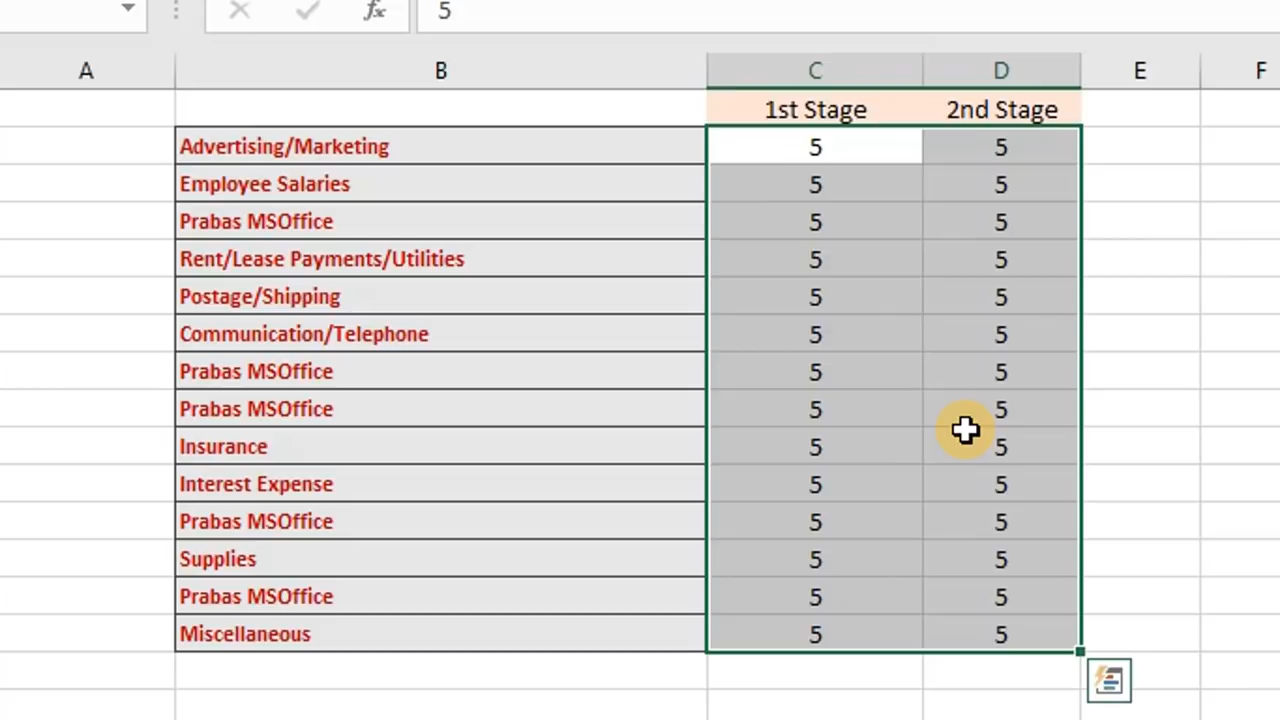 fx 5
A B C D E F
1st Stage 2nd Stage
Advertising/Marketing 5 5
Employee Salaries 5 5
Prabas MSOffice 5 5
Rent/Lease Payments/Utilities 5 5
Postage/Shipping 5 5
Communication/Telephone 5 5
Prabas MSOffice 5 5
Prabas MSOffice 5 5
Insurance 5 5
Interest Expense 5 5
Prabas MSOffice 5 5
Supplies 5 5
Prabas MSOffice 5 5
Miscellaneous 5 5